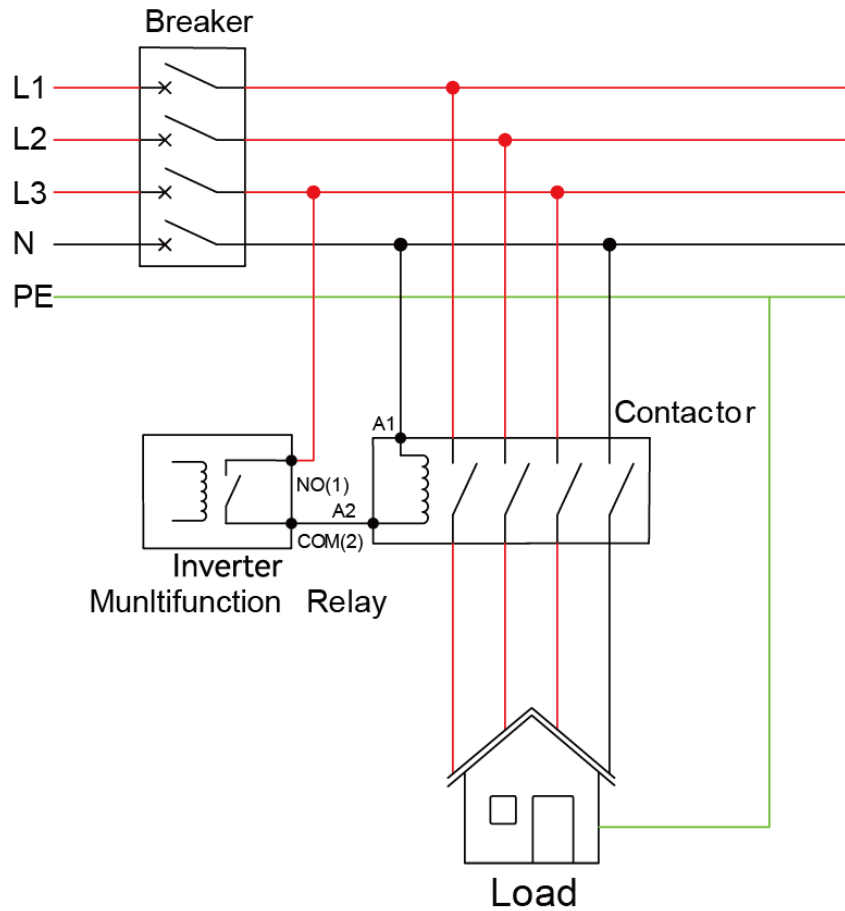 Breaker
L1
L2
L3
N
PE
A1
Contactor
NO(1)
A2
COM(2)
Inverter
Munltifunction Relay
Load